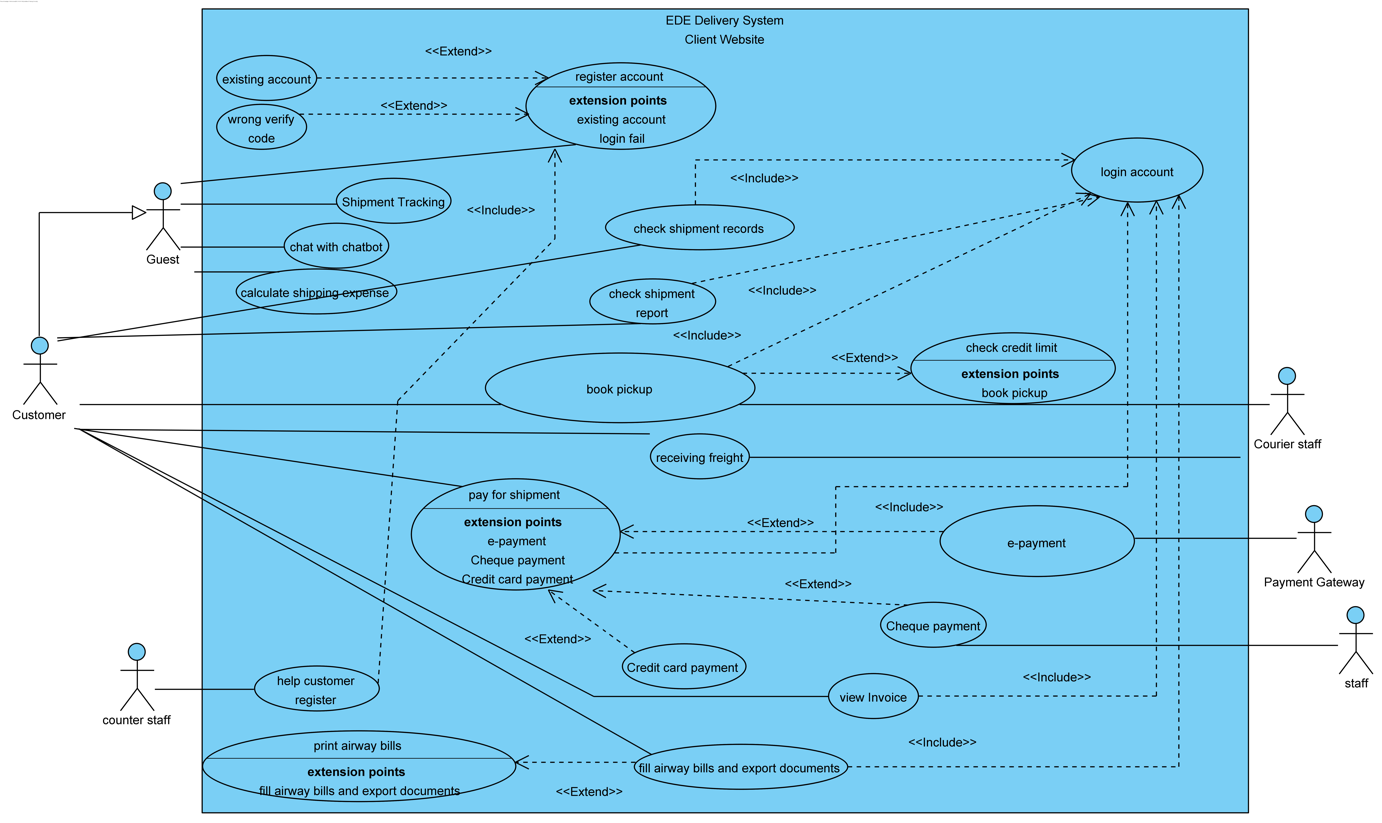 EDE Delivery System
Client Website
<<Extend>>
existing account
register account
extension points
existing account
login fail
<<Extend>>
wrong verify
code
login account
<<Include>>
Shipment Tracking
<<Include>>
check shipment records
chat with chatbot
Guest
calculate shipping expense
check shipment
report
<<Include>>
<<Include>>
check credit limit
extension points
book pickup
<<Extend>>
book pickup
Customer
Courier staff
receiving freight
pay for shipment
extension points
e-payment
Cheque payment
Credit card payment
<<Include>>
<<Extend>>
e-payment
Payment Gateway
<<Extend>>
Cheque payment
<<Extend>>
Credit card payment
staff
help customer
register
counter staff
<<Include>>
view Invoice
<<Include>>
print airway bills
extension points
fill airway bills and export documents
fill airway bills and export documents
<<Extend>>